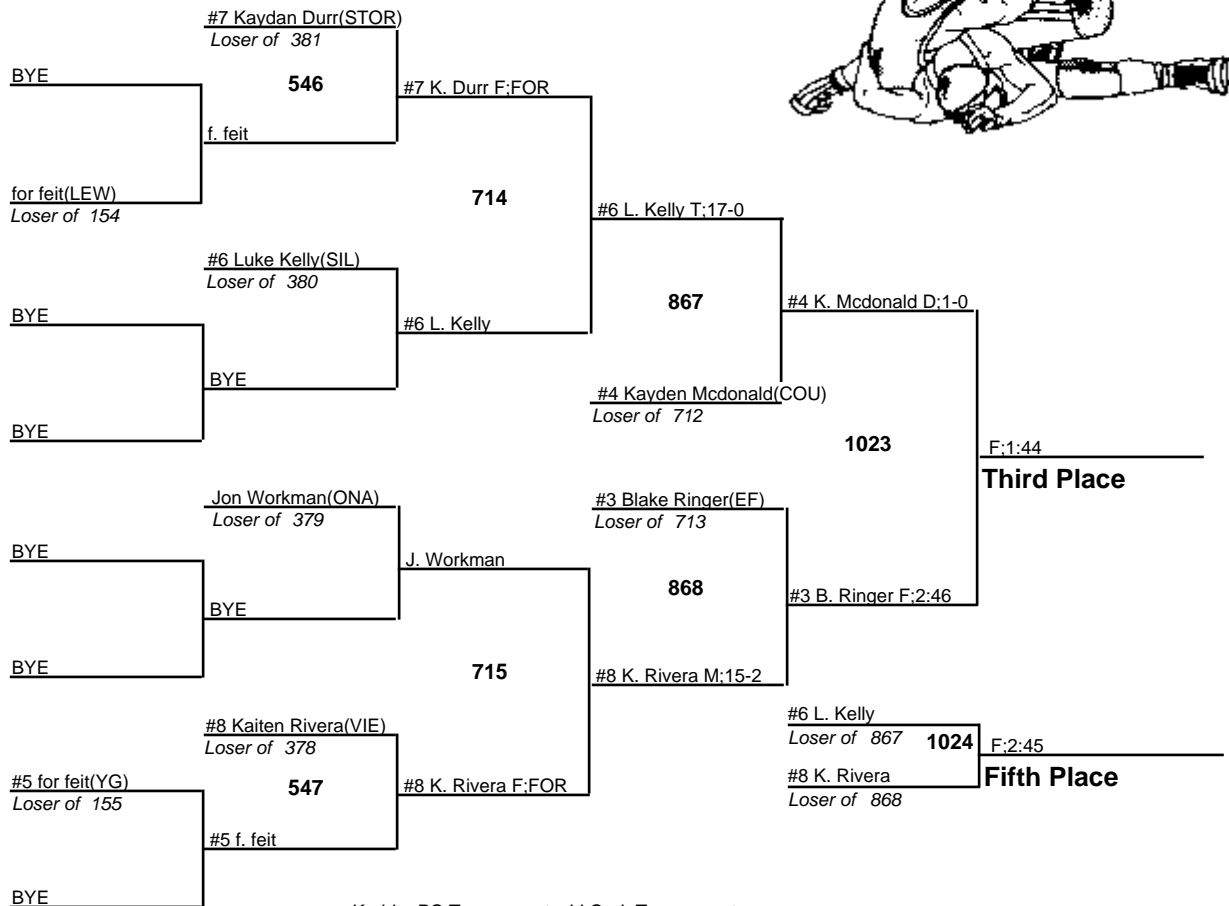 #7 Kaydan Durr(STOR)
Loser of 381
BYE
546
#7 K. Durr F;FOR
f. feit
for feit(LEW)
Loser of 154
714
#6 L. Kelly T;17-0
#6 Luke Kelly(SIL)
Loser of 380
BYE
867
#4 K. Mcdonald D;1-0
#6 L. Kelly
BYE
#4 Kayden Mcdonald(COU)
Loser of 712
BYE
1023
F;1:44
Third Place
Jon Workman(ONA)
Loser of 379
#3 Blake Ringer(EF)
Loser of 713
BYE
J. Workman
868
#3 B. Ringer F;2:46
BYE
BYE
715
#8 K. Rivera M;15-2
#8 Kaiten Rivera(VIE)
Loser of 378
#6 L. Kelly
Loser of 867
1024
F;2:45
Fifth Place
#8 K. Rivera
Loser of 868
#5 for feit(YG)
Loser of 155
547
#8 K. Rivera F;FOR
#5 f. feit
BYE